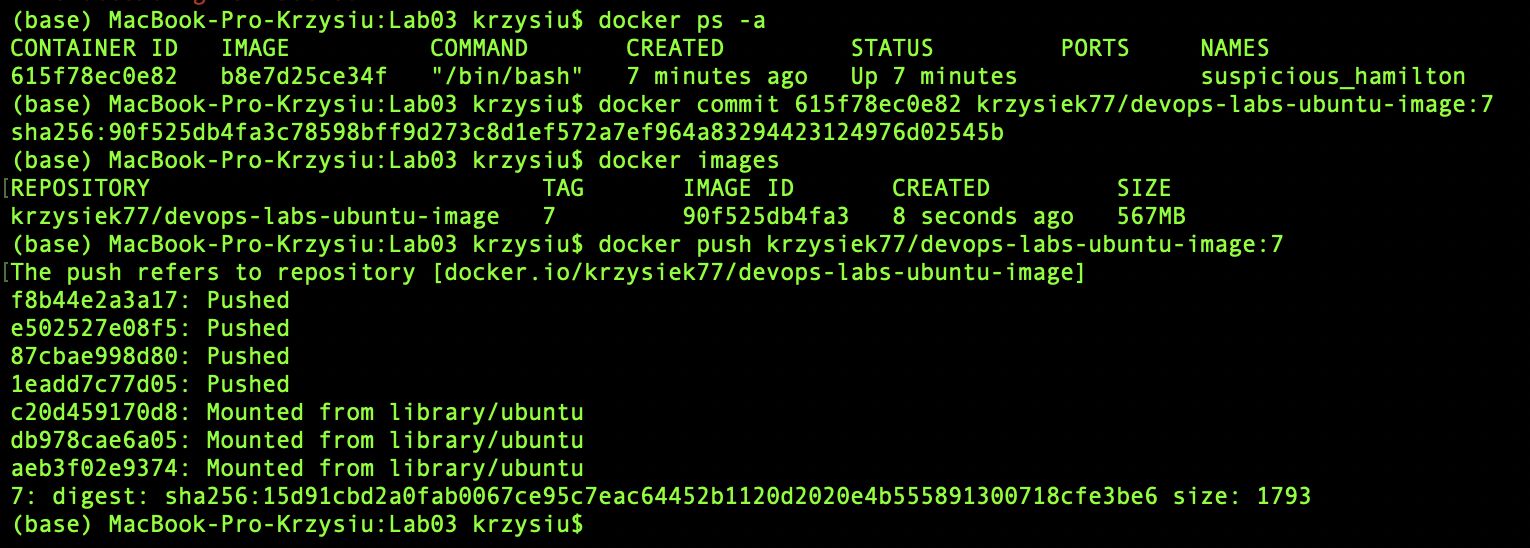 (base) MacBook-Pro-Krzysiu:Lab03 krzysiu$ docker ps -a
CONTAINER ID   IMAGE          COMMAND       CREATED         STATUS         PORTS     NAMES
615f78ec0e82   b8e7d25ce34f   "/bin/bash"   7 minutes ago   Up 7 minutes             suspicious_hamilton
(base) MacBook-Pro-Krzysiu:Lab03 krzysiu$ docker commit 615f78ec0e82 krzysiek77/devops-labs-ubuntu-image:7
sha256:90f525db4fa3c78598bff9d273c8d1ef572a7ef964a83294423124976d02545b
(base) MacBook-Pro-Krzysiu:Lab03 krzysiu$ docker images
[REPOSITORY                            TAG       IMAGE ID       CREATED         SIZE
krzysiek77/devops-labs-ubuntu-image   7         90f525db4fa3   8 seconds ago   567MB
(base) MacBook-Pro-Krzysiu:Lab03 krzysiu$ docker push krzysiek77/devops-labs-ubuntu-image:7
[The push refers to repository [docker.io/krzysiek77/devops-labs-ubuntu-image]
f8b44e2a3a17: Pushed
e502527e08f5: Pushed
87cbae998d80: Pushed
1eadd7c77d05: Pushed
c20d459170d8: Mounted from library/ubuntu
db978cae6a05: Mounted from library/ubuntu
aeb3f02e9374: Mounted from library/ubuntu
7: digest: sha256:15d91cbd2a0fab0067ce95c7eac64452b1120d2020e4b555891300718cfe3be6 size: 1793
(base) MacBook-Pro-Krzysiu:Lab03 krzysiu$